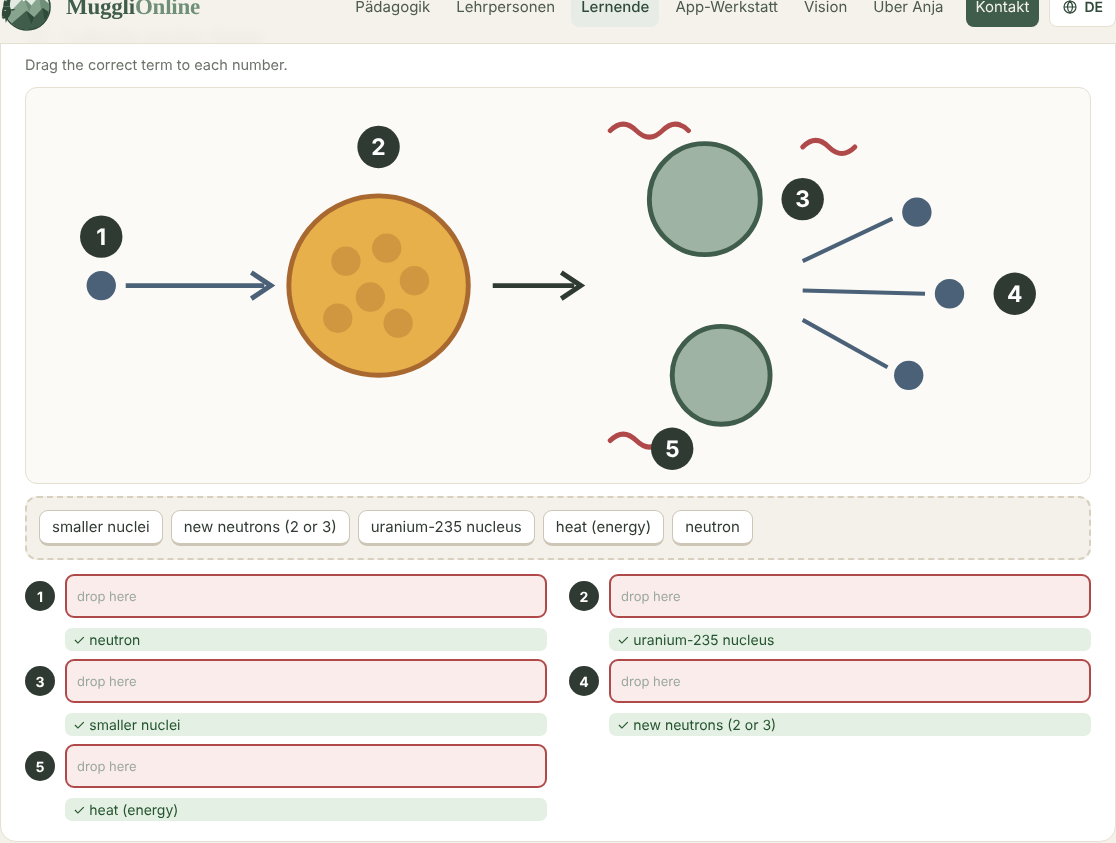 MuggliOnline
Pädagogik Lehrpersonen Lernende App-Werkstatt Vision Über Anja Kontakt DE
Drag the correct term to each number.
2
3
1
4
5
smaller nuclei new neutrons (2 or 3) uranium-235 nucleus heat (energy) neutron
1 drop here
✓ neutron
2 drop here
✓ uranium-235 nucleus
3 drop here
✓ smaller nuclei
4 drop here
✓ new neutrons (2 or 3)
5 drop here
✓ heat (energy)